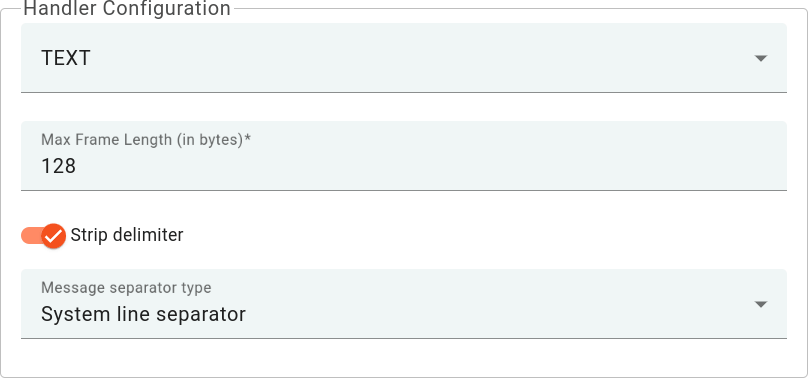 Handler Configuration
TEXT
Max Frame Length (in bytes)*
128
Strip delimiter
Message separator type
System line separator